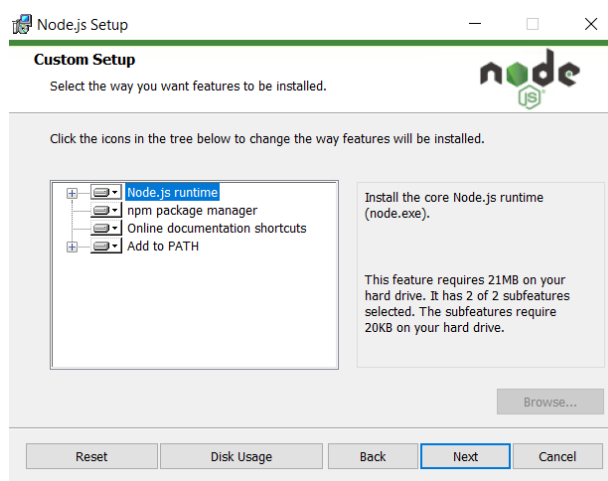 Node.js Setup
Custom Setup
Select the way you want features to be installed.
node
JS
Click the icons in the tree below to change the way features will be installed.
Node.js runtime
npm package manager
Online documentation shortcuts
Add to PATH
Install the core Node.js runtime
(node.exe).
This feature requires 21MB on your
hard drive. It has 2 of 2 subfeatures
selected. The subfeatures require
20KB on your hard drive.
Browse...
Reset Disk Usage Back Next Cancel